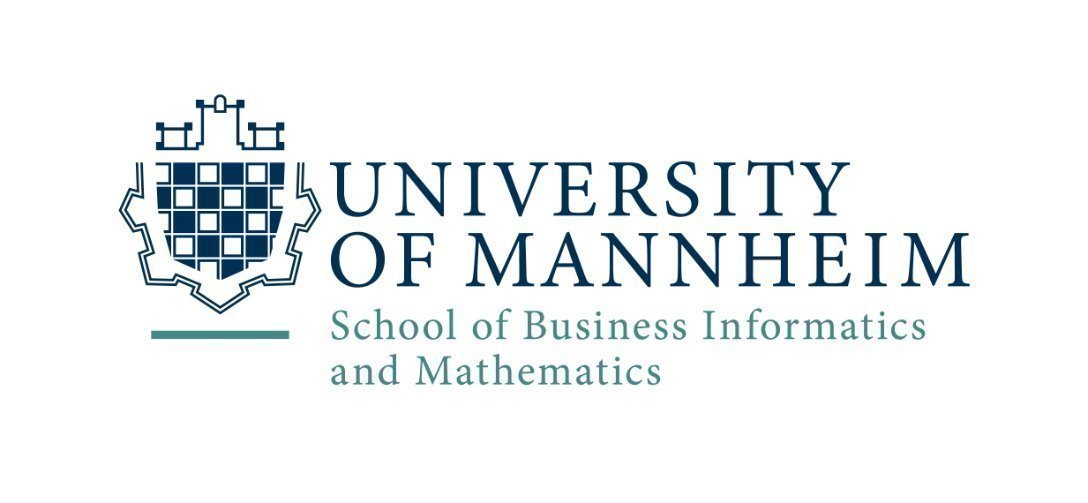 UNIVERSITY
OF MANNHEIM
School of Business Informatics
and Mathematics